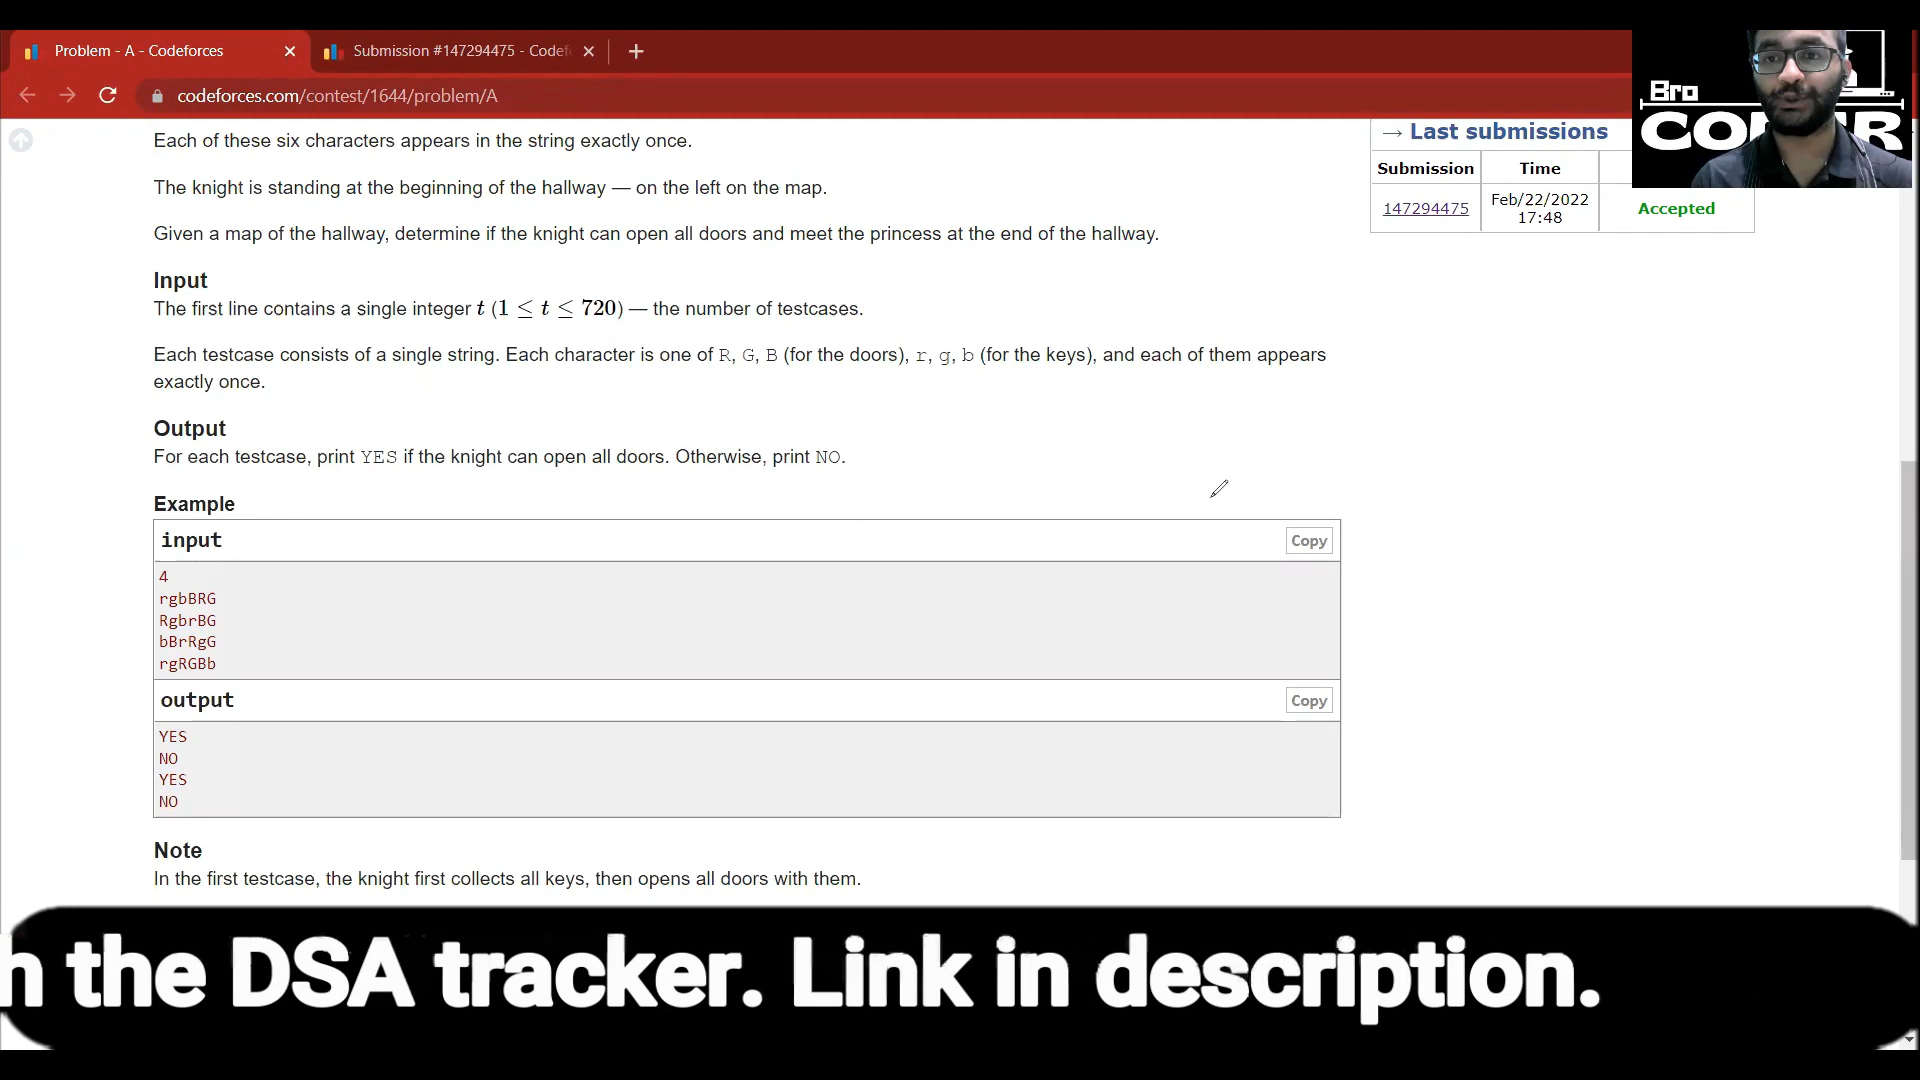 Problem - A - Codeforces
Submission #147294475 - Codef
codeforces.com/contest/1644/problem/A
Bro
Each of these six characters appears in the string exactly once.
→ Last submissions
The knight is standing at the beginning of the hallway — on the left on the map.
Submission Time
147294475 Feb/22/2022 17:48 Accepted
Given a map of the hallway, determine if the knight can open all doors and meet the princess at the end of the hallway.
Input
The first line contains a single integer t (1 ≤ t ≤ 720) — the number of testcases.
Each testcase consists of a single string. Each character is one of R, G, B (for the doors), r, g, b (for the keys), and each of them appears
exactly once.
Output
For each testcase, print YES if the knight can open all doors. Otherwise, print NO.
Example
input Copy
4
rgbBRG
RgbrBG
bBrRgG
rgRGBb
output Copy
YES
NO
YES
NO
Note
In the first testcase, the knight first collects all keys, then opens all doors with them.
h the DSA tracker. Link in description.